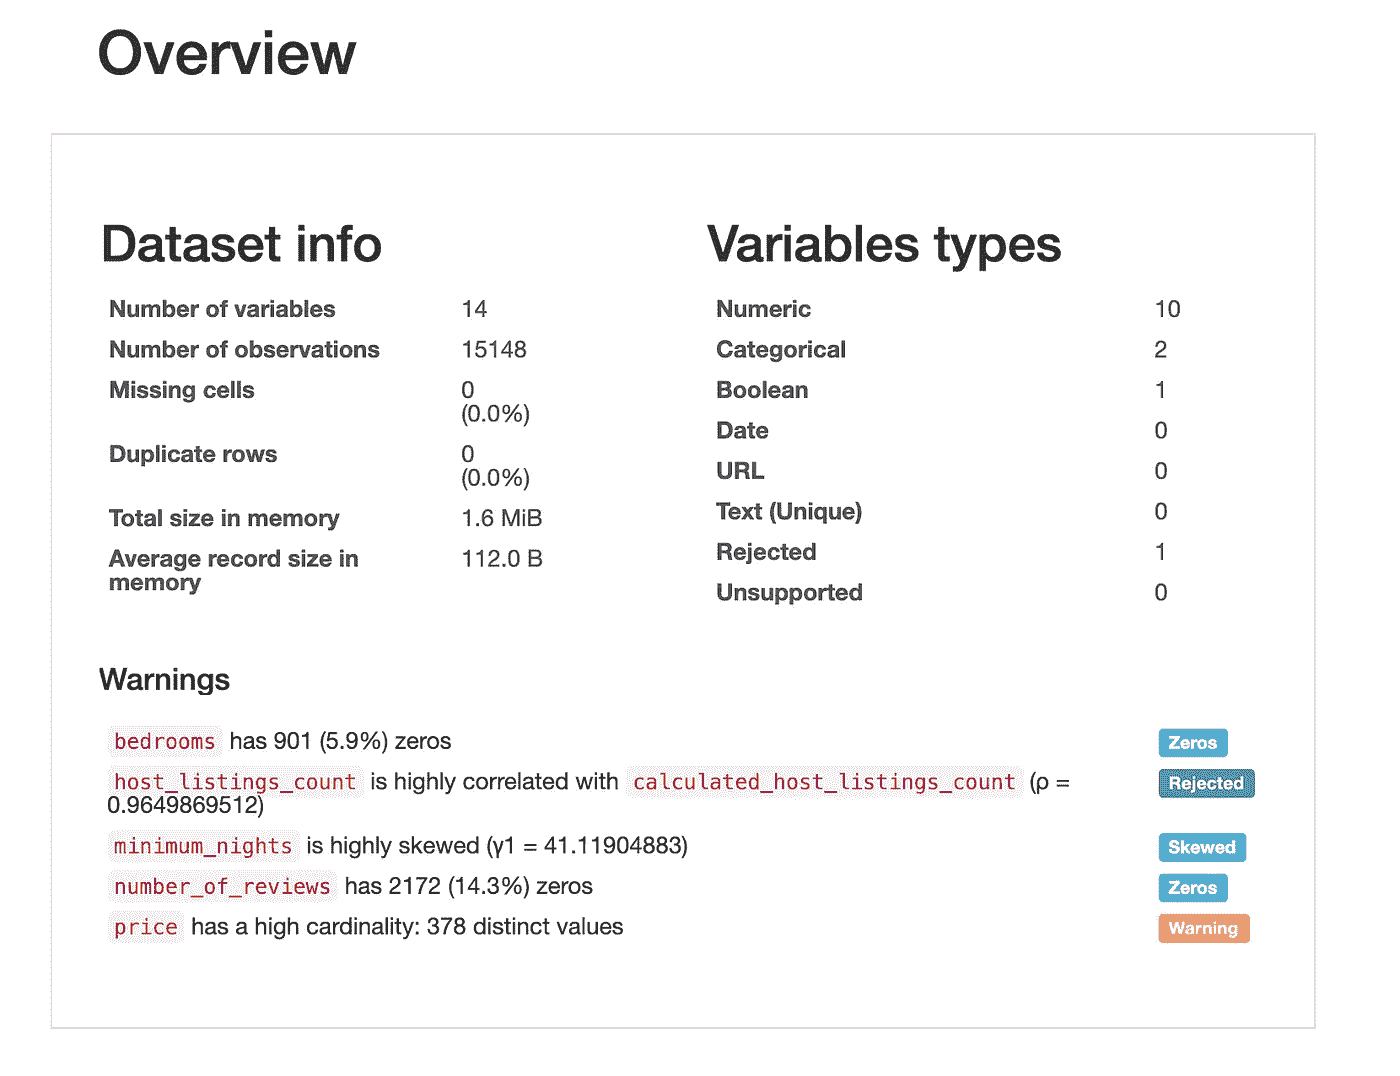 Overview
Dataset info
Number of variables 14
Number of observations 15148
Missing cells 0
(0.0%)
Duplicate rows 0
(0.0%)
Total size in memory 1.6 MiB
Average record size in 112.0 B
memory
Variables types
Numeric 10
Categorical 2
Boolean 1
Date 0
URL 0
Text (Unique) 0
Rejected 1
Unsupported 0
Warnings
bedrooms has 901 (5.9%) zeros Zeros
host_listings_count is highly correlated with calculated_host_listings_count (ρ = Rejected
0.9649869512)
minimum_nights is highly skewed (γ1 = 41.11904883) Skewed
number_of_reviews has 2172 (14.3%) zeros Zeros
price has a high cardinality: 378 distinct values Warning